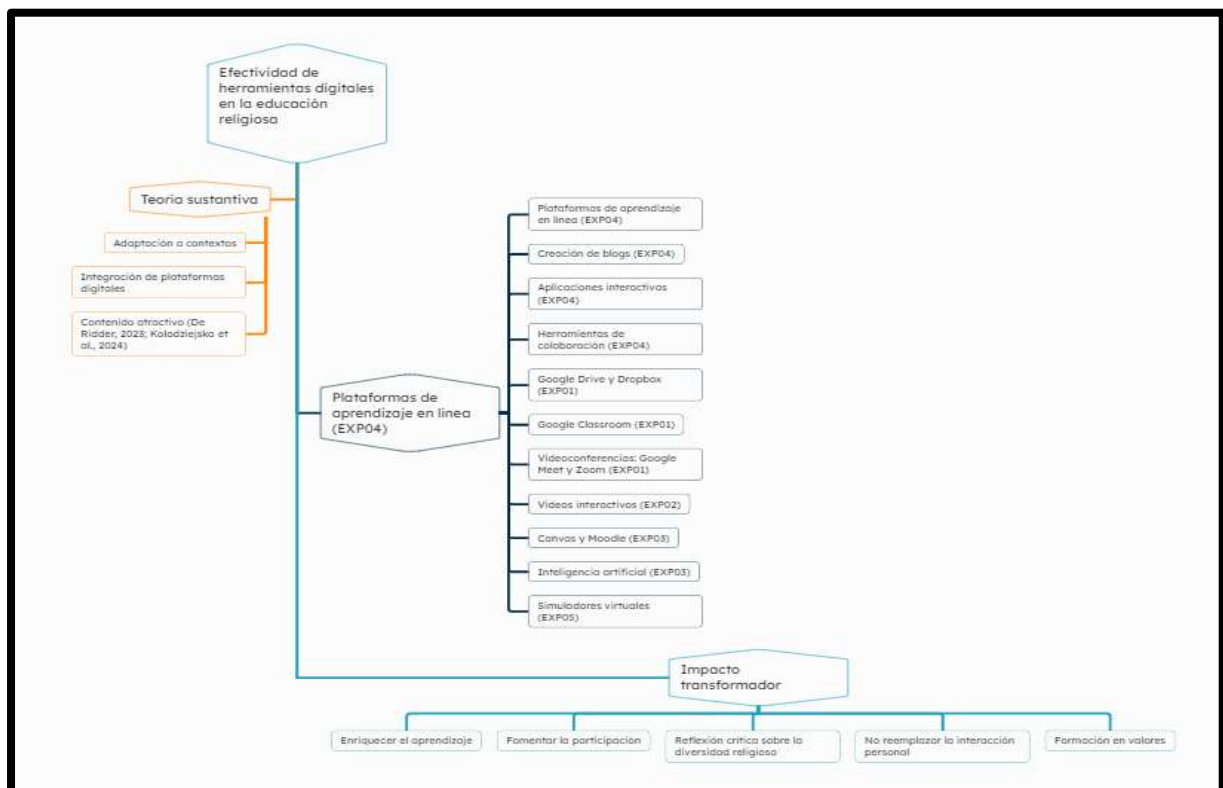 Efectividad de
herramientas digitales
en la educación
religiosa
Teoría sustantiva
Adaptación a contextos
Integración de plataformas
digitales
Contenido atractivo (De
Ridder, 2023; Kołodziejska et
al., 2024)
Plataformas de
aprendizaje en línea
(EXP04)
Plataformas de aprendizaje
en línea (EXP04)
Creación de blogs (EXP04)
Aplicaciones interactivas
(EXP04)
Herramientas de
colaboración (EXP04)
Google Drive y Dropbox
(EXP01)
Google Classroom (EXP01)
Videoconferencias: Google
Meet y Zoom (EXP01)
Videos interactivos (EXP02)
Canvas y Moodle (EXP03)
Inteligencia artificial (EXP03)
Simuladores virtuales
(EXP05)
Impacto
transformador
Enriquecer el aprendizaje
Fomentar la participación
Reflexión crítica sobre la
diversidad religiosa
No reemplazar la interacción
personal
Formación en valores